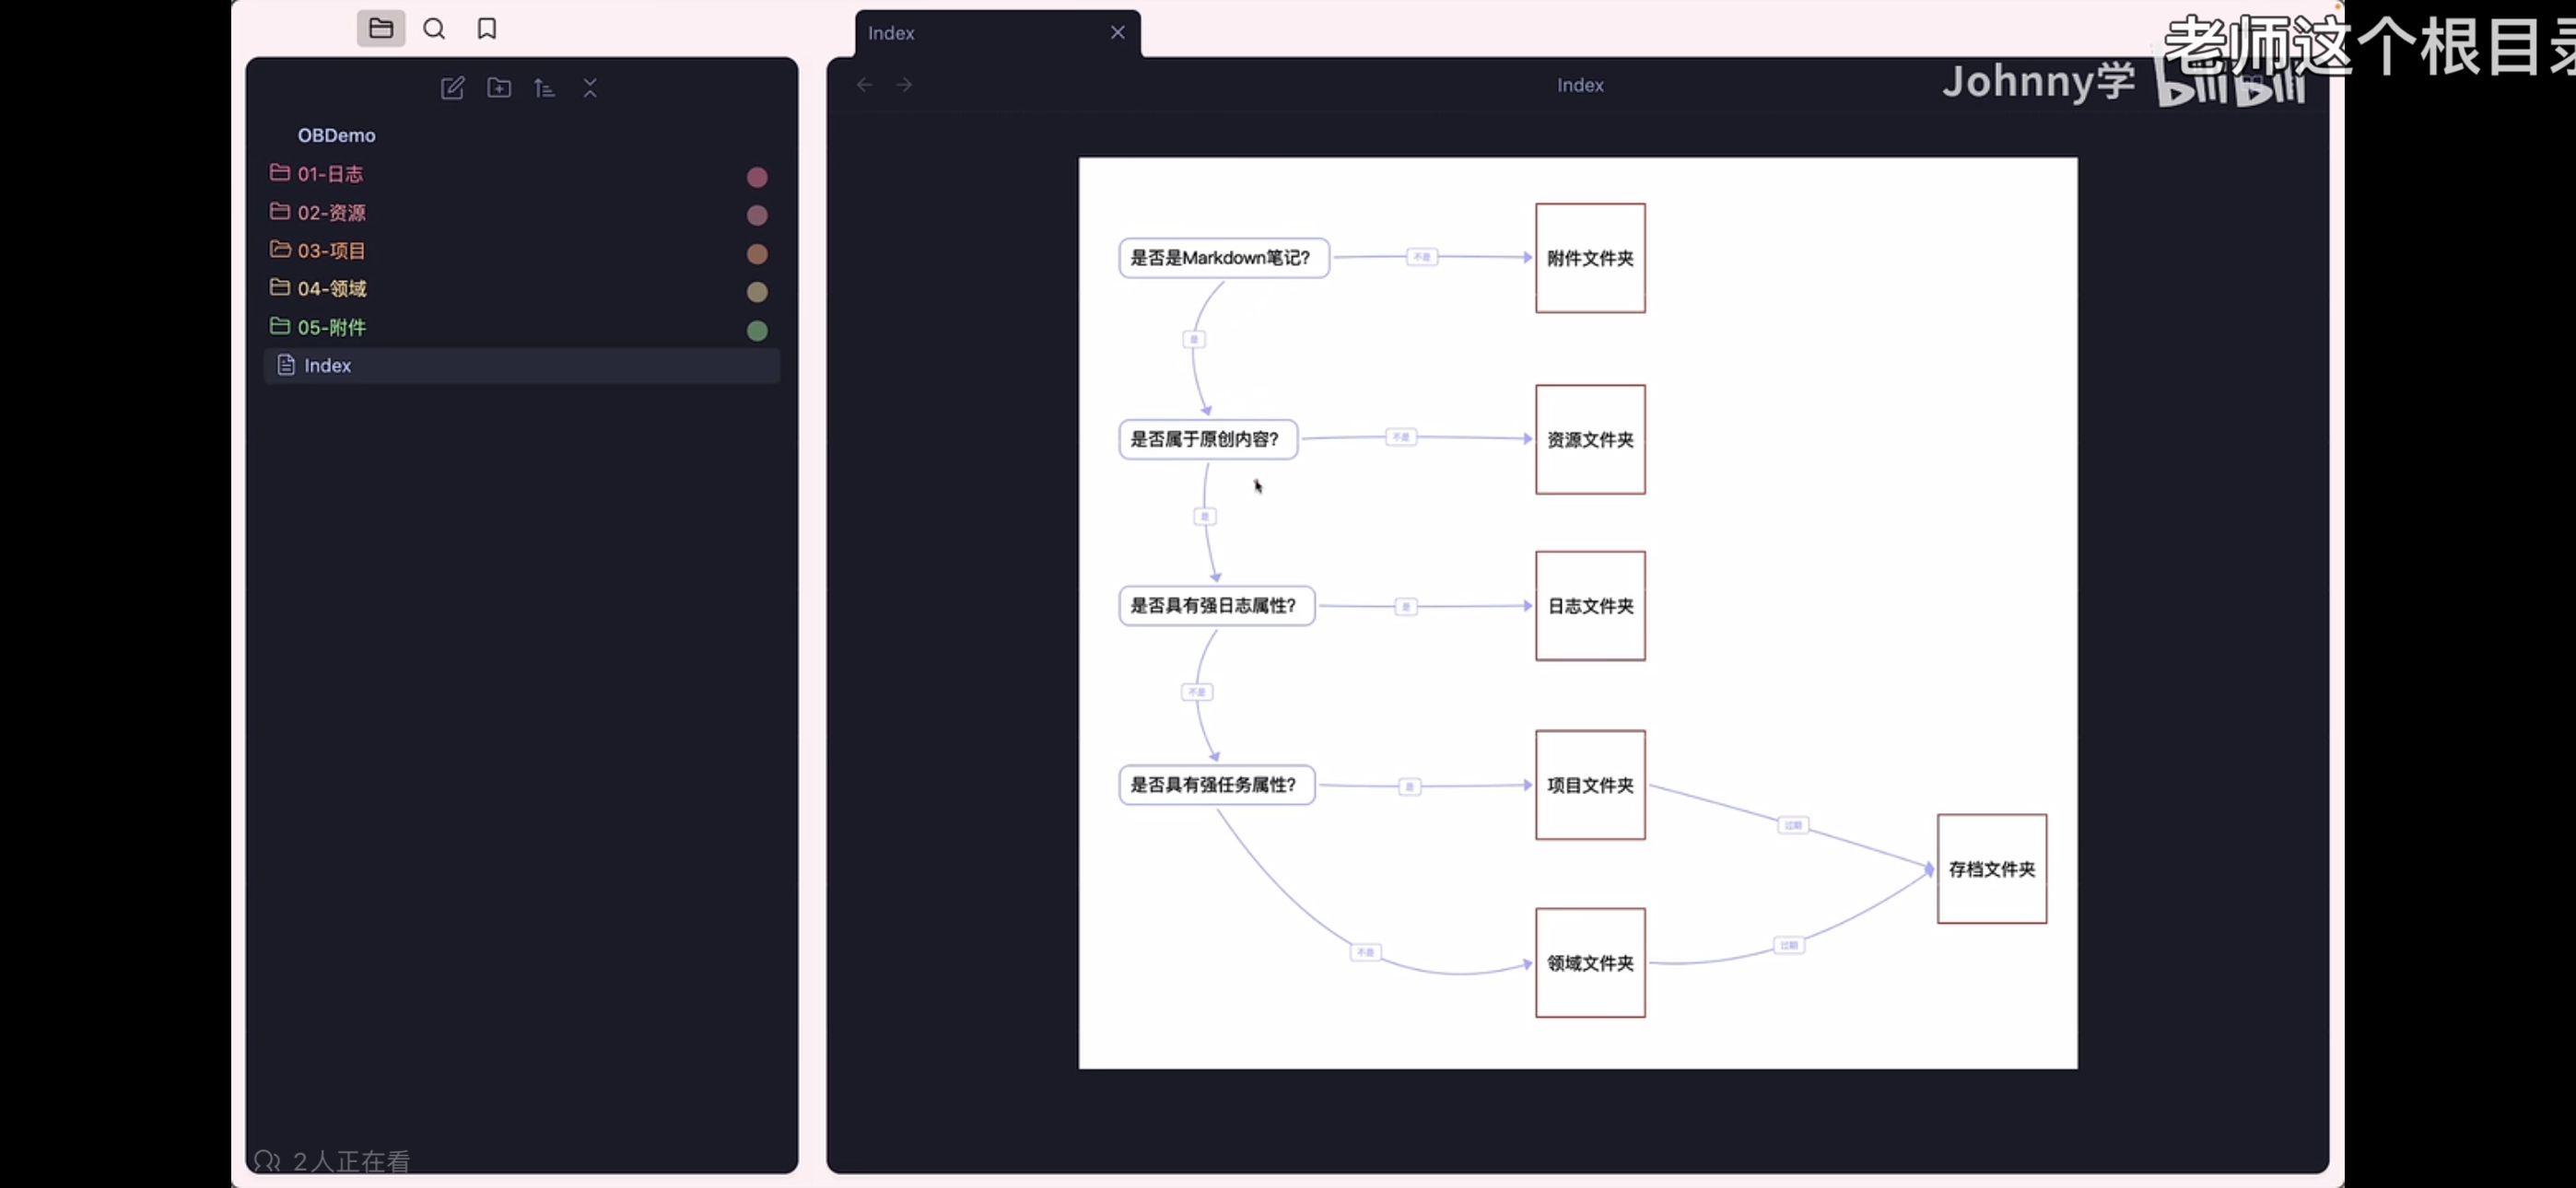 Index
老师这个根目录
Johnny学
bilibili
Index
OBDemo
01-日志
02-资源
03-项目
04-领域
05-附件
Index
是否是Markdown笔记?
不是
附件文件夹
是
是否属于原创内容?
不是
资源文件夹
是
是否具有强日志属性?
是
日志文件夹
不是
是否具有强任务属性?
是
项目文件夹
过期
存档文件夹
不是
领域文件夹
过期
2人正在看